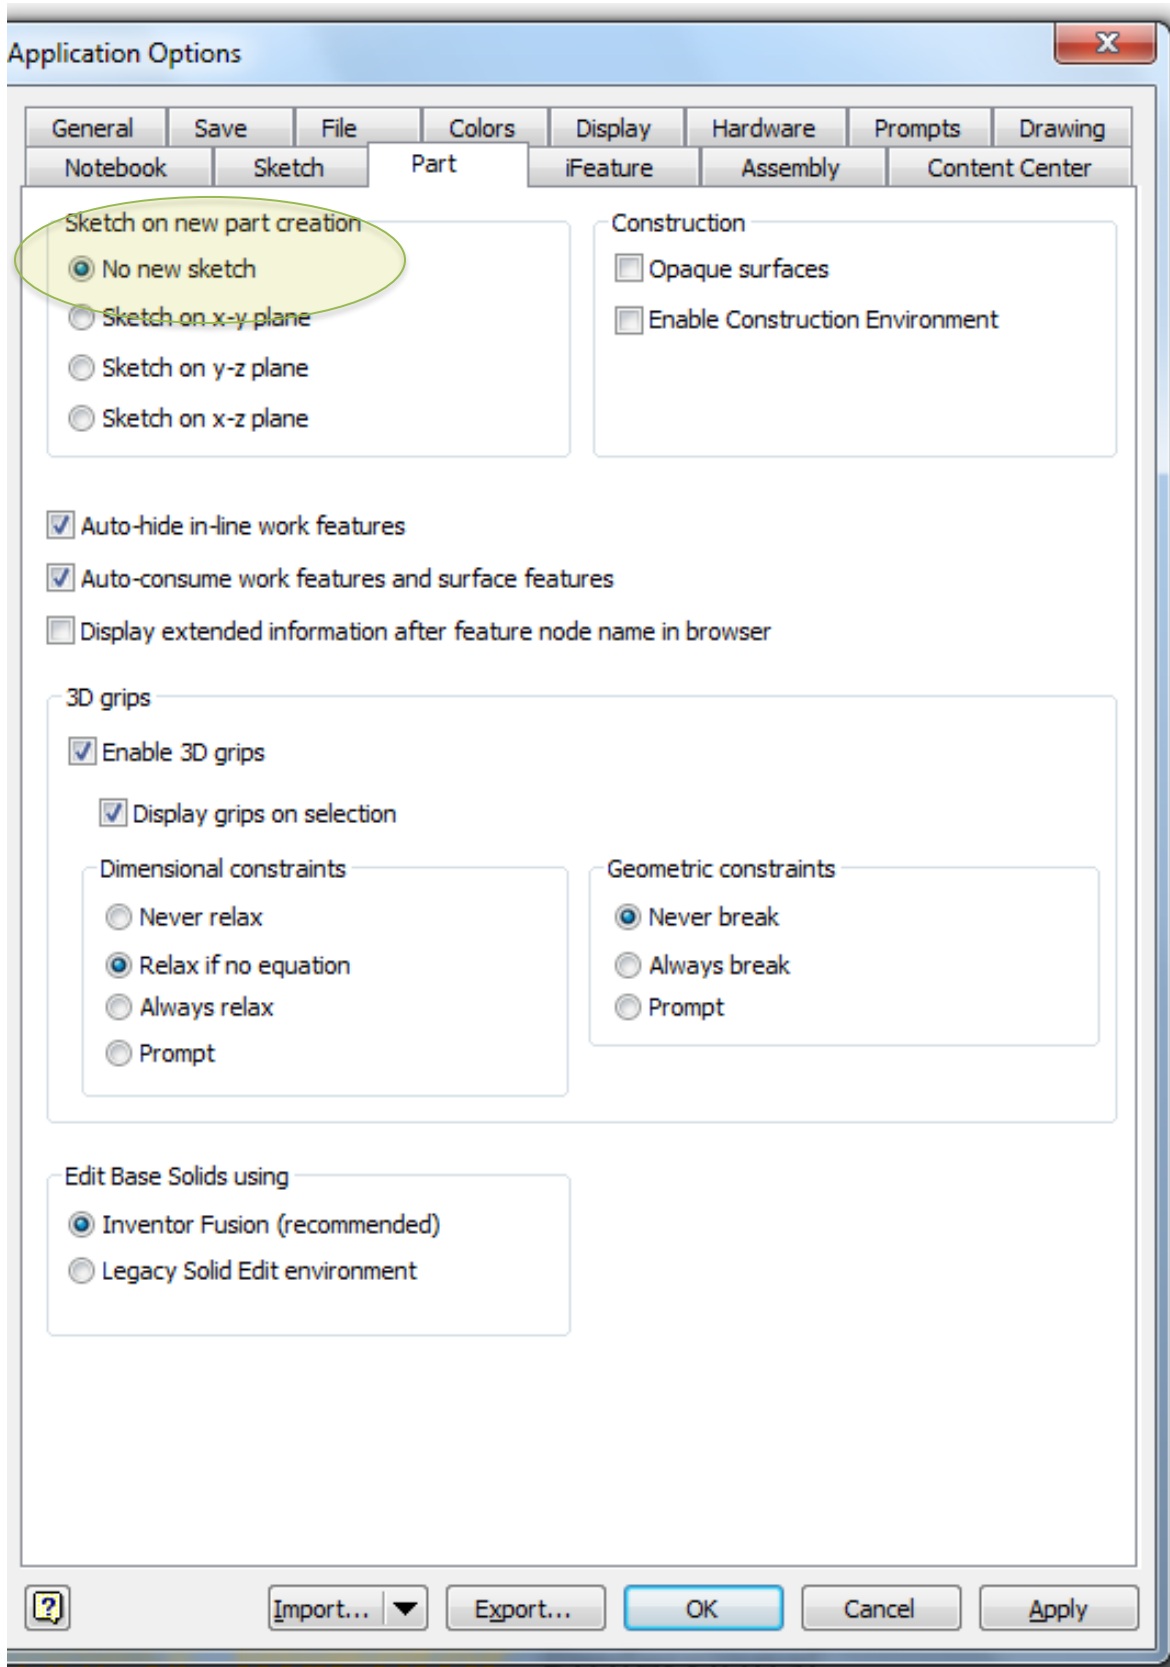 Application Options
General Save File Colors Display Hardware Prompts Drawing
Notebook Sketch Part iFeature Assembly Content Center
Sketch on new part creation
No new sketch
Sketch on x-y plane
Sketch on y-z plane
Sketch on x-z plane
Construction
Opaque surfaces
Enable Construction Environment
Auto-hide in-line work features
Auto-consume work features and surface features
Display extended information after feature node name in browser
3D grips
Enable 3D grips
Display grips on selection
Dimensional constraints
Never relax
Relax if no equation
Always relax
Prompt
Geometric constraints
Never break
Always break
Prompt
Edit Base Solids using
Inventor Fusion (recommended)
Legacy Solid Edit environment
Import... Export... OK Cancel Apply